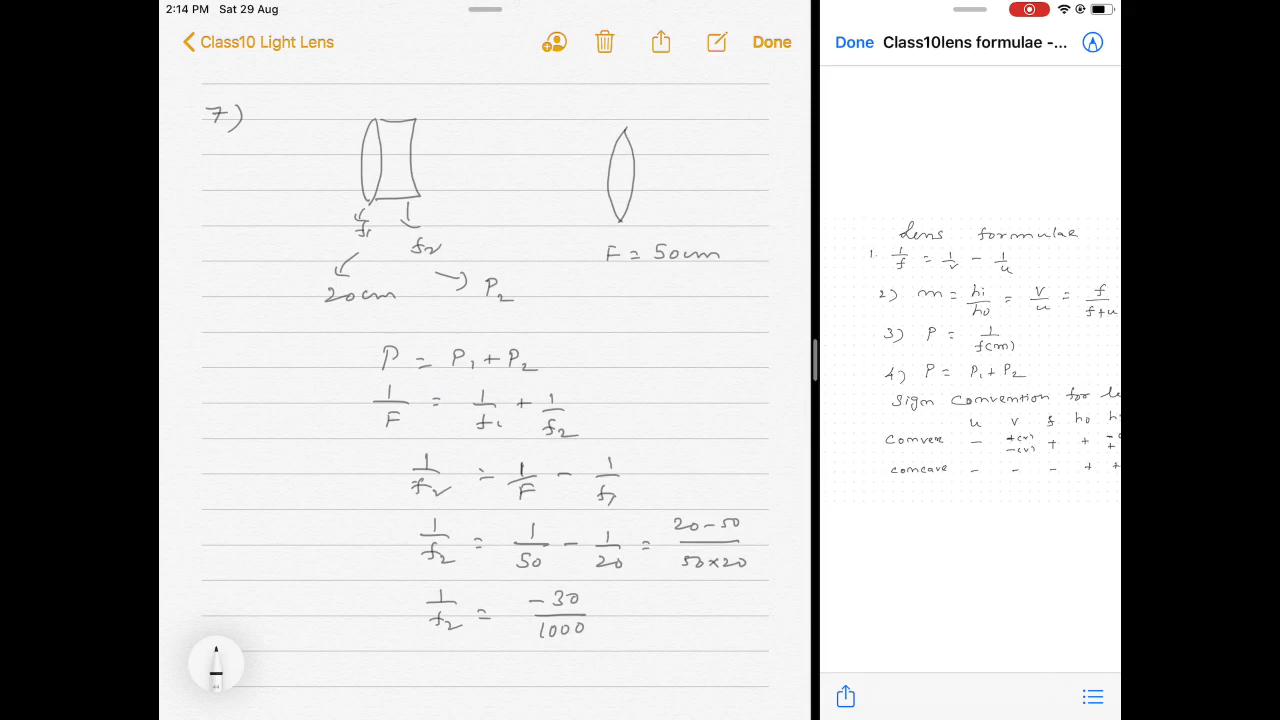 2:14 PM Sat 29 Aug
Class10 Light Lens
Done
7)
f1
f2
20cm
P2
F = 50cm
P = P1 + P2
1/F = 1/f1 + 1/f2
1/f2 = 1/F - 1/f1
1/f2 = 1/50 - 1/20 = 20-50/50×20
1/f2 = -30/1000
Done
Class10lens formulae -...
Lens formulae
1. 1/f = 1/v - 1/u
2) m = hi/ho = v/u = f/f+u
3) P = 1/f(m)
4) P = P1 + P2
Sign convention for le
u v f ho h
Convex - +(r) -(v) + +
concave - - - + +